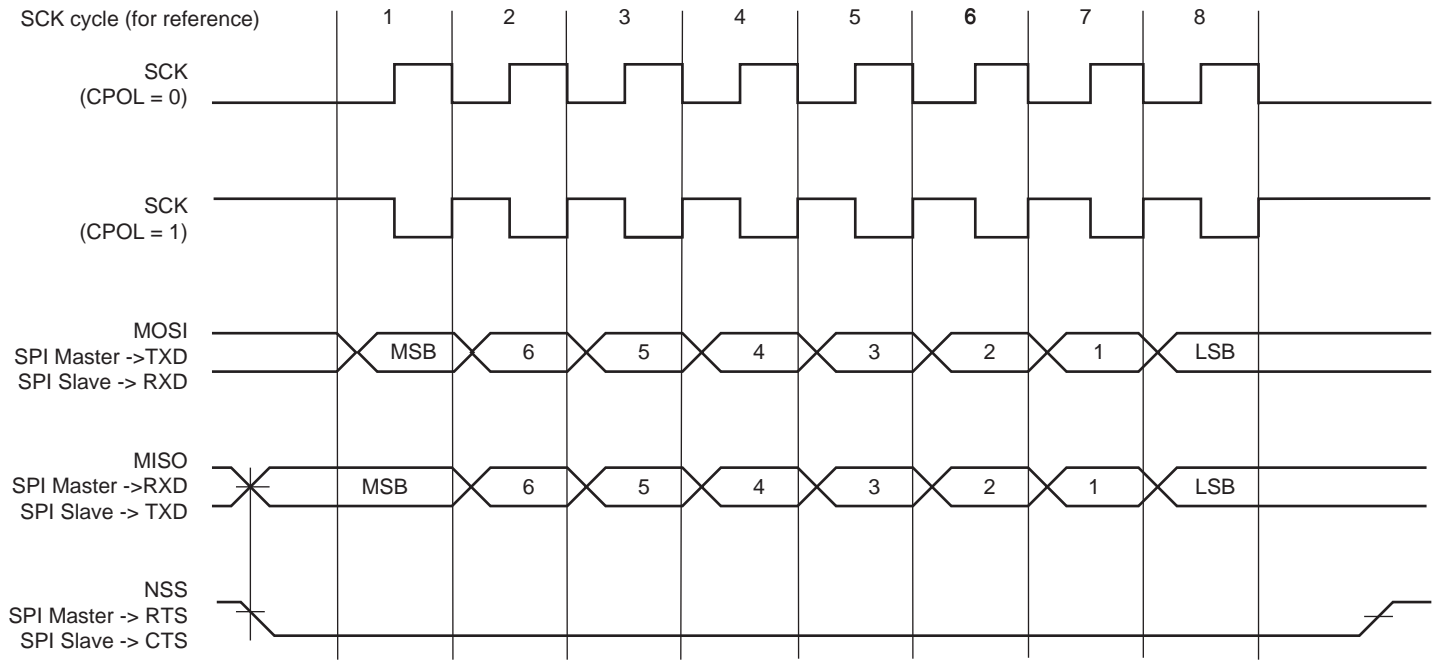 SCK cycle (for reference) 1 2 3 4 5 6 7 8
SCK
(CPOL = 0)
SCK
(CPOL = 1)
MOSI
SPI Master ->TXD
SPI Slave -> RXD
MSB 6 5 4 3 2 1 LSB
MISO
SPI Master ->RXD
SPI Slave -> TXD
MSB 6 5 4 3 2 1 LSB
NSS
SPI Master -> RTS
SPI Slave -> CTS